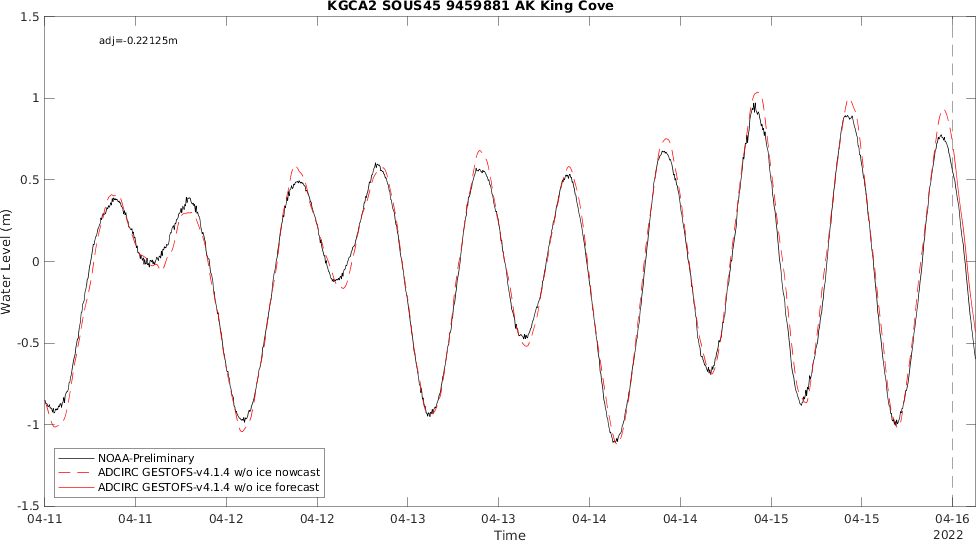 KGCA2 SOUS45 9459881 AK King Cove
adj=-0.22125m
1.5
1
0.5
0
-0.5
-1
-1.5
Water Level (m)
NOAA-Preliminary
ADCIRC GESTOFS-v4.1.4 w/o ice nowcast
ADCIRC GESTOFS-v4.1.4 w/o ice forecast
04-11 04-11 04-12 04-12 04-13 04-13 04-14 04-14 04-15 04-15 04-16
Time
2022